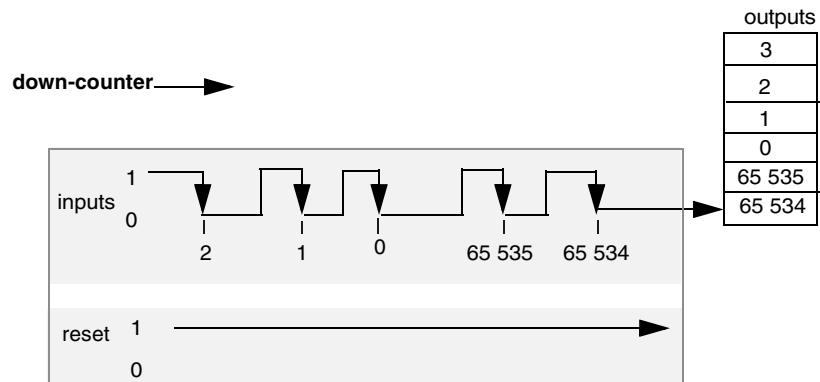 outputs
3
down-counter
2
1
0
65 535
65 534
1
inputs
0
2 1 0 65 535 65 534
reset 1
0